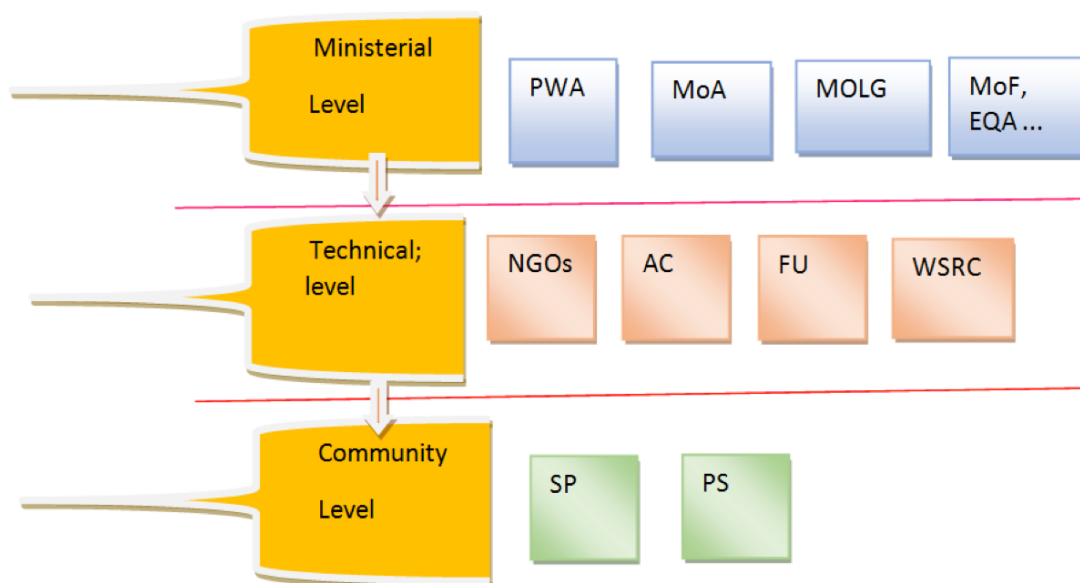 Ministerial
Level
PWA
MoA
MOLG
MoF,
EQA ...
Technical;
level
NGOs
AC
FU
WSRC
Community
Level
SP
PS